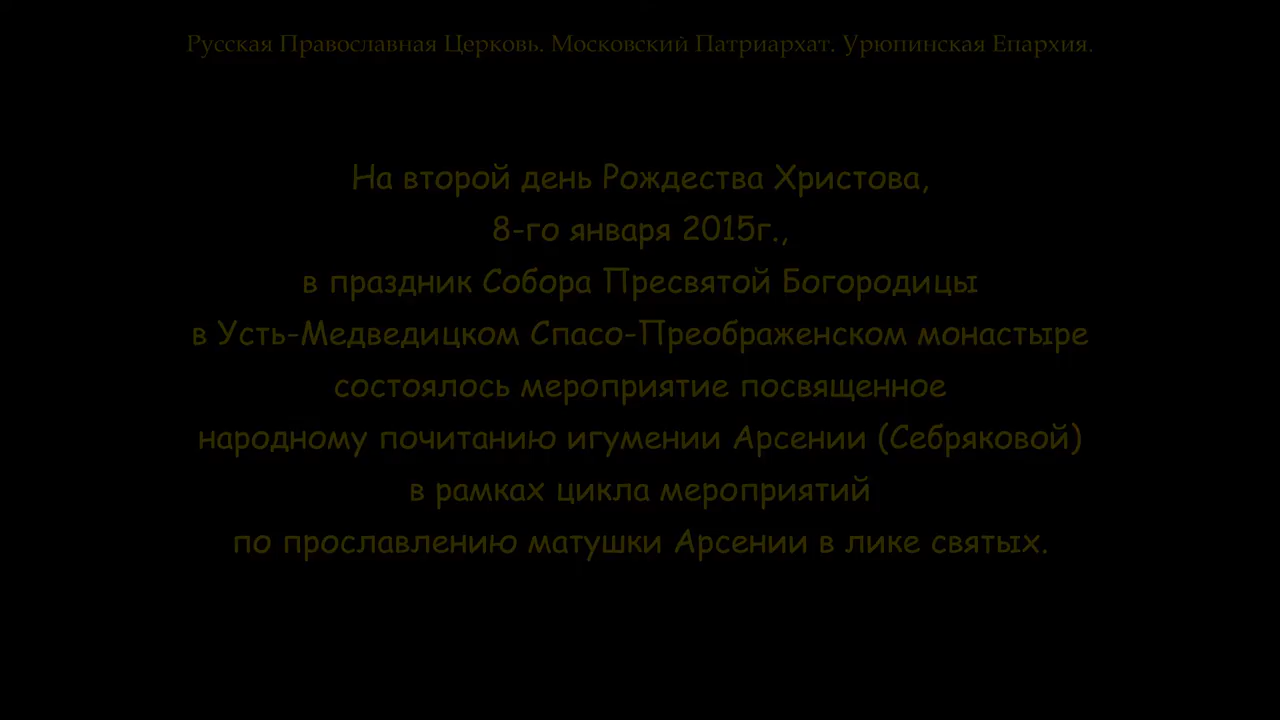 Русская Православная Церковь. Московский Патриархат. Урюпинская Епархия.
На второй день Рождества Христова,
8-го января 2015г.,
в праздник Собора Пресвятой Богородицы
в Усть-Медведицком Спасо-Преображенском монастыре
состоялось мероприятие посвященное
народному почитанию игумении Арсении (Себряковой)
в рамках цикла мероприятий
по прославлению матушки Арсении в лике святых.